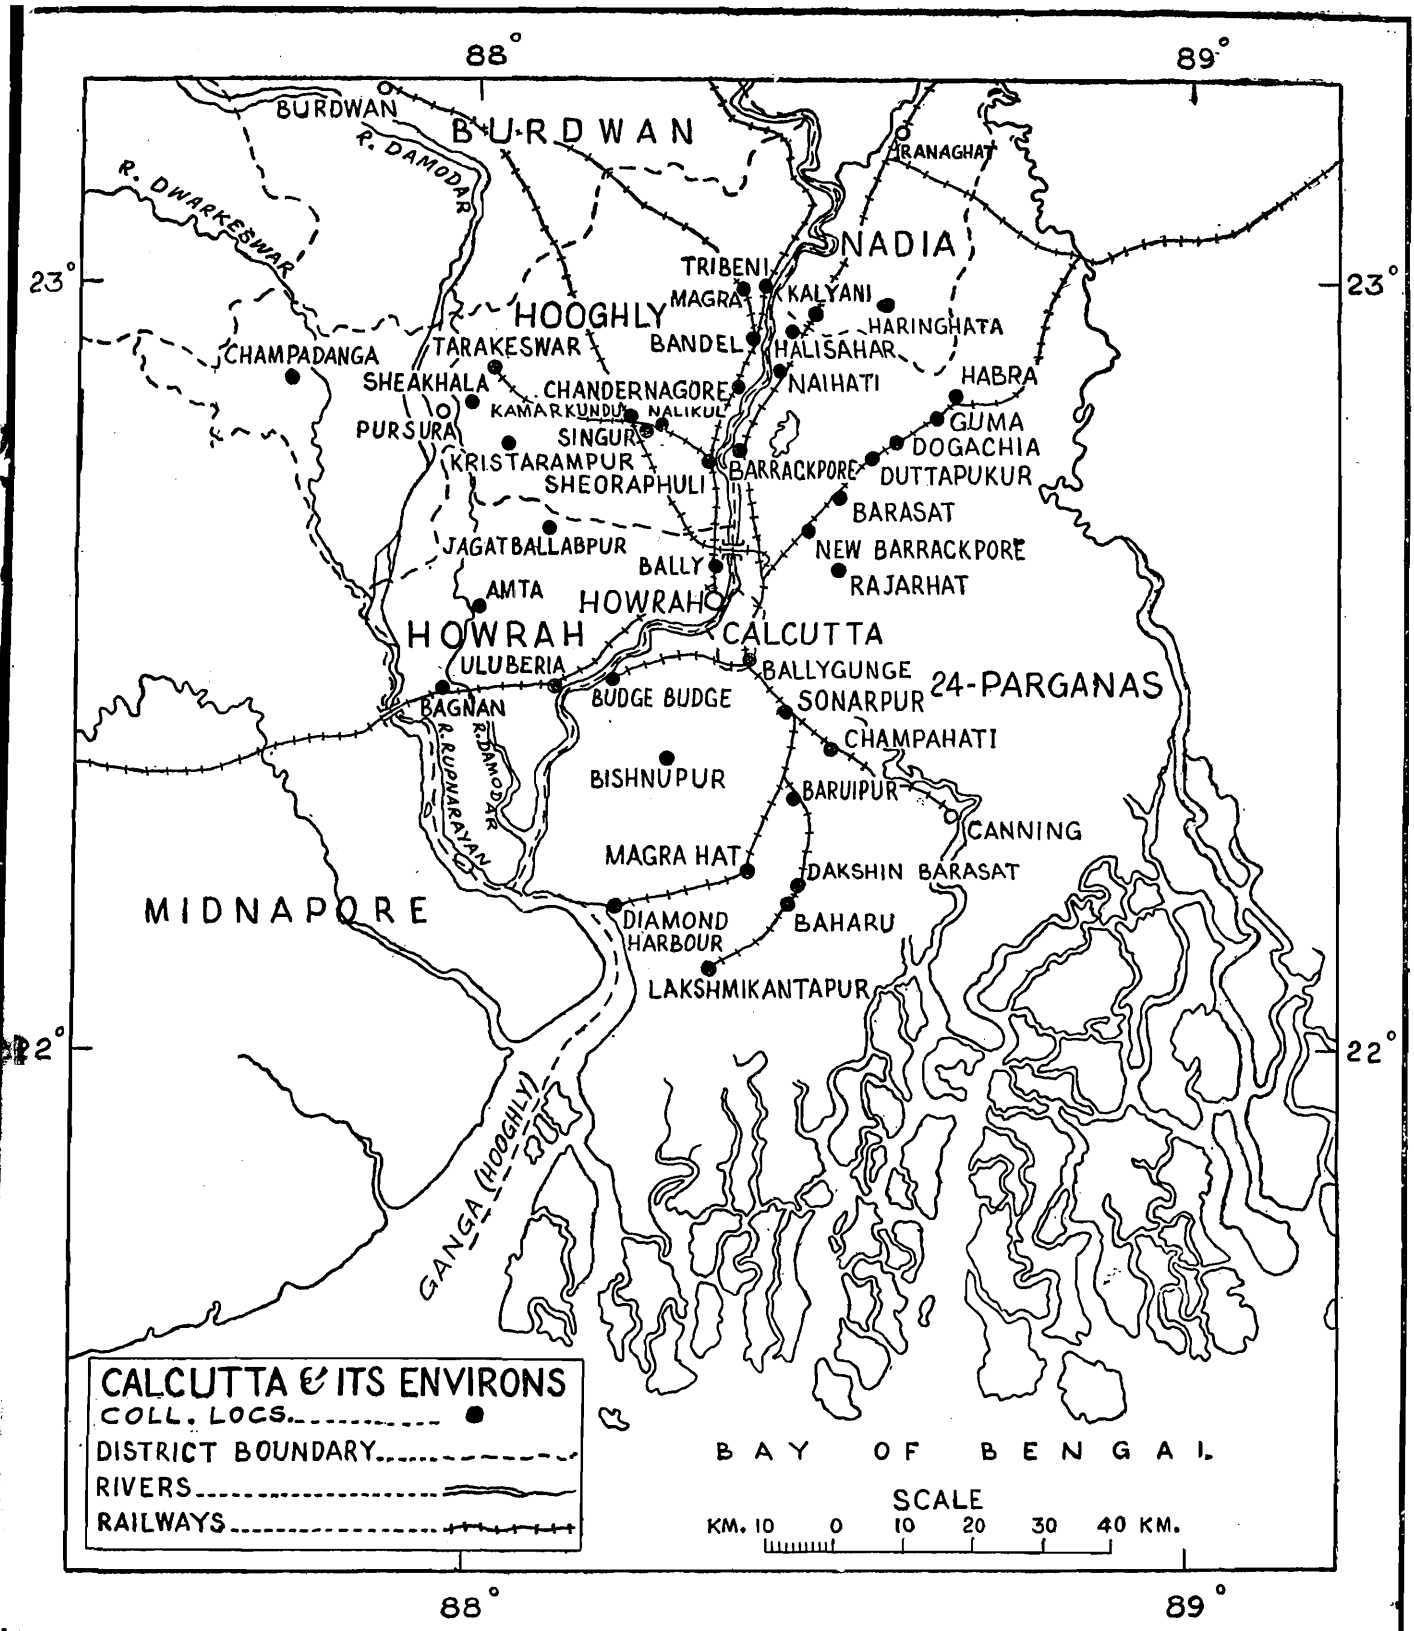 88°
89°
BURDWAN
BURDWAN
R. DAMODAR
RANAGHAT
R. DWARKESWAR
NADIA
23°
23°
TRIBENI
MAGRA
KALYANI
HOOGHLY
HARINGHATA
TARAKESWAR
BANDEL
HALISAHAR
CHAMPADANGA
SHEAKHALA
CHANDERNAGORE
NAIHATI
HABRA
KAMARKUNDU
NALIKUL
PURSURA
SINGUR
GUMA
DOGACHIA
KRISTARAMPUR
BARRACKPORE
DUTTAPUKUR
SHEORAPHULI
BARASAT
JAGATBALLABPUR
NEW BARRACKPORE
BALLY
RAJARHAT
AMTA
HOWRAH
HOWRAH
CALCUTTA
ULUBERIA
BALLYGUNGE
24-PARGANAS
BAGNAN
BUDGE BUDGE
SONARPUR
R. RUPNARAYAN
R. DAMODAR
CHAMPAHATI
BISHNUPUR
BARUIPUR
CANNING
MAGRA HAT
DAKSHIN BARASAT
MIDNAPORE
DIAMOND
HARBOUR
BAHARU
LAKSHMIKANTAPUR
22°
22°
GANGA (HOOGHLY)
CALCUTTA & ITS ENVIRONS
COLL. LOCS.
DISTRICT BOUNDARY
RIVERS
RAILWAYS
BAY OF BENGAL
SCALE
KM. 10 0 10 20 30 40 KM.
88°
89°